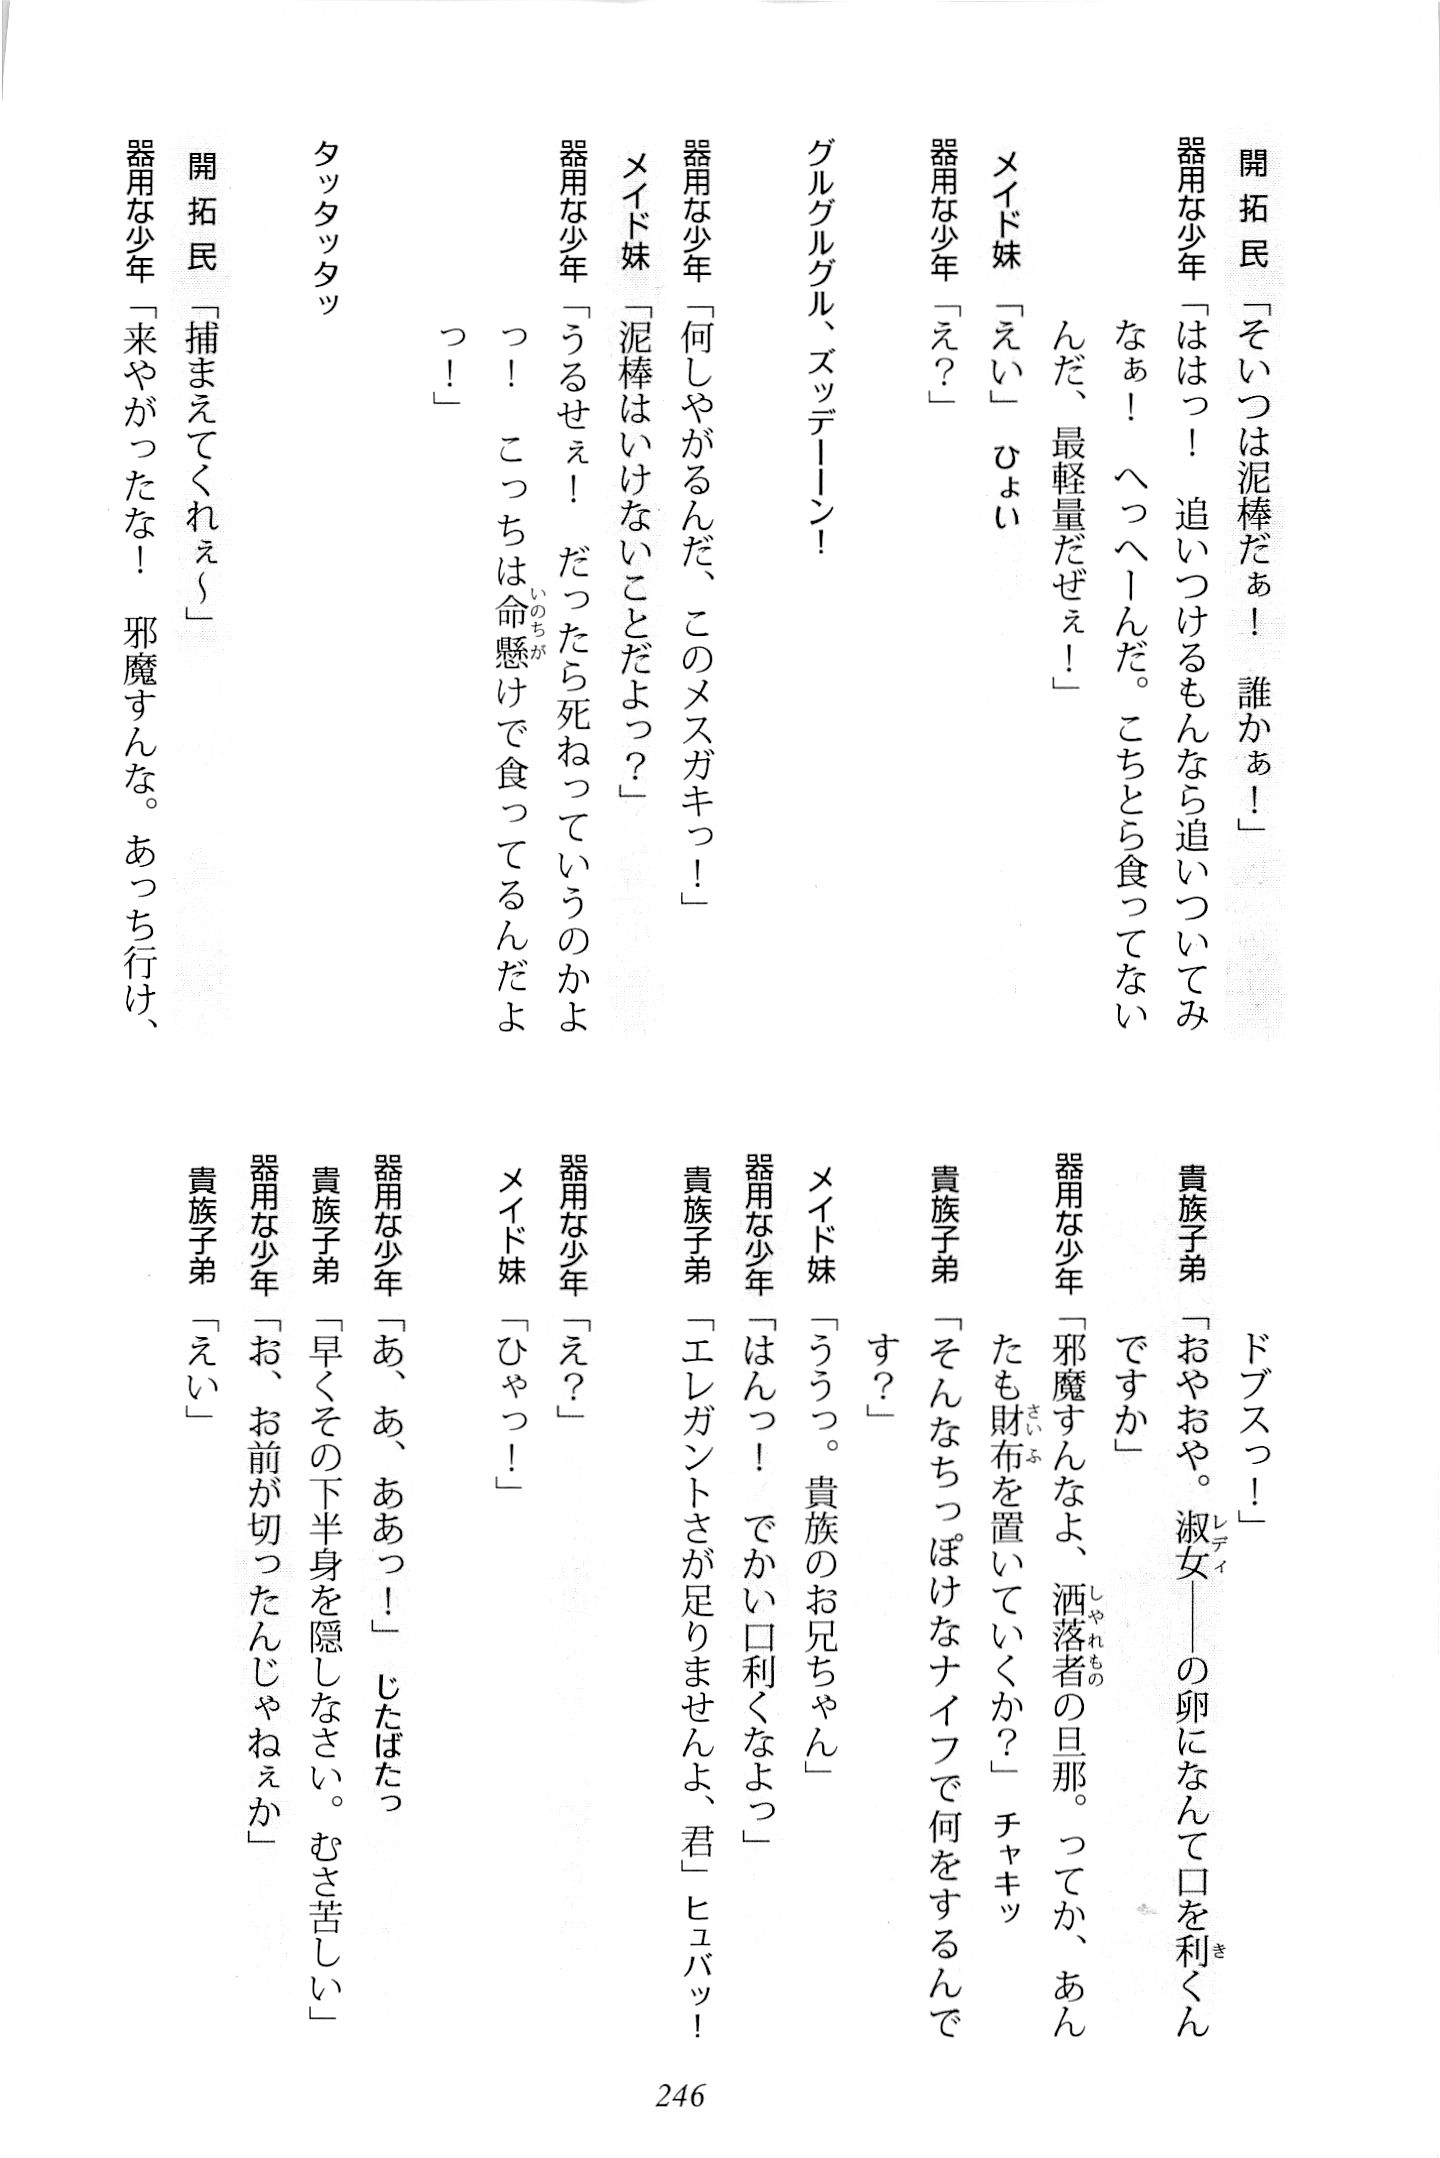 開拓民「そいつは泥棒だぁ！　誰かぁ！」
器用な少年「ははっ！　追いつけるもんなら追いついてみ
なぁ！　へっへーんだ。こちとら食ってない
んだ、最軽量だぜぇ！」
メイド妹「えい」　ひょい
器用な少年「え？」
グルグルグル、ズッデーーン！
器用な少年「何しやがるんだ、このメスガキっ！」
メイド妹「泥棒はいけないことだよっ？」
器用な少年「うるせぇ！　だったら死ねっていうのかよ
っ！　こっちは命懸けで食ってるんだよ
いのちが
っ！」
タッタッタッ
開拓民「捕まえてくれぇ～」
器用な少年「来やがったな！　邪魔すんな。あっち行け、
ドブスっ！」
貴族子弟「おやおや。淑女――の卵になんて口を利くん
レディ
き
ですか」
器用な少年「邪魔すんなよ、洒落者の旦那。ってか、あん
しゃれもの
たも財布を置いていくか？」　チャキッ
さいふ
貴族子弟「そんなちっぽけなナイフで何をするんで
す？」
メイド妹「ううっ。貴族のお兄ちゃん」
器用な少年「はんっ！　でかい口利くなよっ」
貴族子弟「エレガントさが足りませんよ、君」ヒュバッ！
器用な少年「え？」
メイド妹「ひゃっ！」
器用な少年「あ、あ、ああっ！」　じたばたっ
貴族子弟「早くその下半身を隠しなさい。むさ苦しい」
器用な少年「お、お前が切ったんじゃねぇか」
貴族子弟「えい」
246